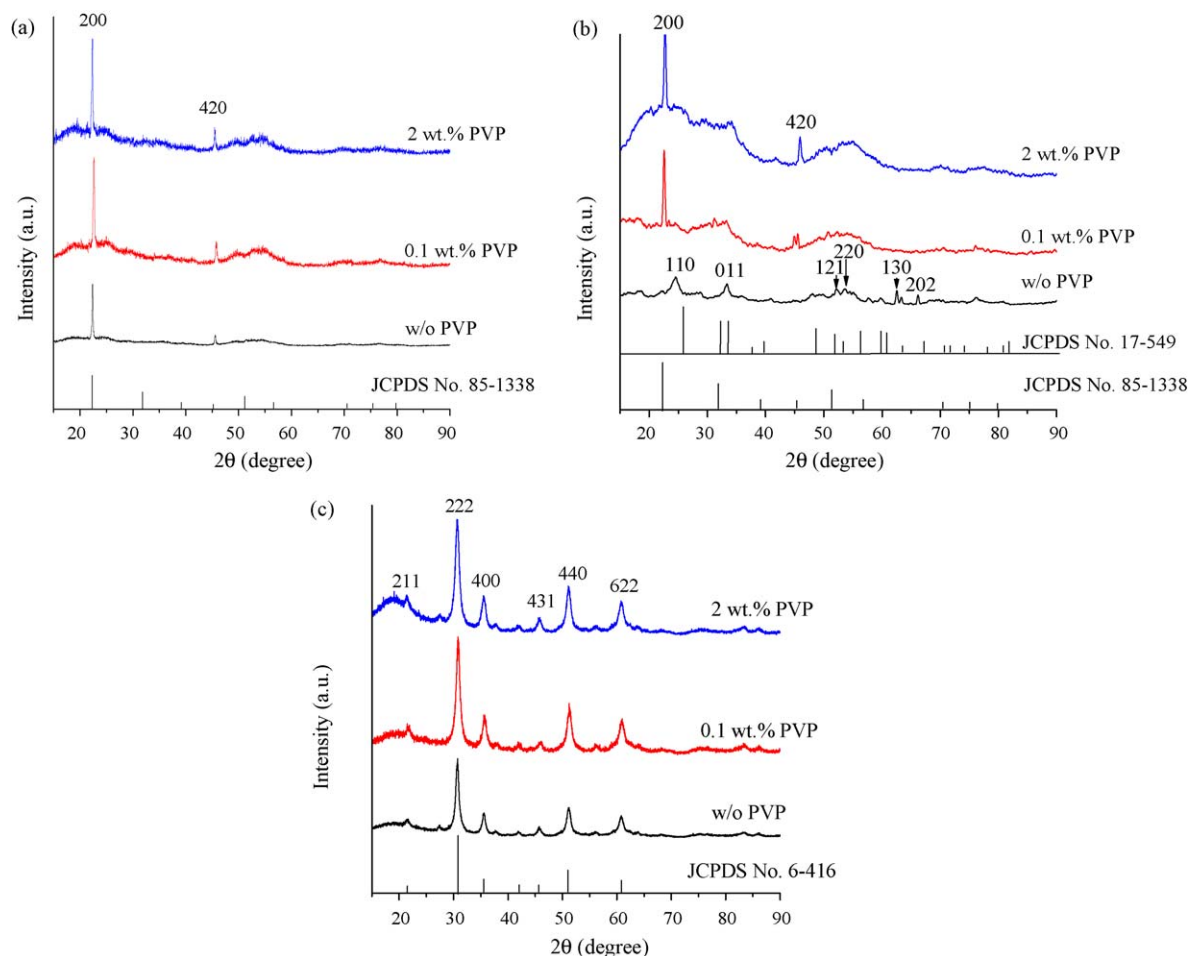 (a)
200
420
2 wt.% PVP
0.1 wt.% PVP
w/o PVP
JCPDS No. 85-1338
Intensity (a.u.)
20 30 40 50 60 70 80 90
2θ (degree)
(b)
200
420
2 wt.% PVP
0.1 wt.% PVP
110 011 121 220 130 202
w/o PVP
JCPDS No. 17-549
JCPDS No. 85-1338
Intensity (a.u.)
20 30 40 50 60 70 80 90
2θ (degree)
(c)
222
211 400 431 440 622
2 wt.% PVP
0.1 wt.% PVP
w/o PVP
JCPDS No. 6-416
Intensity (a.u.)
20 30 40 50 60 70 80 90
2θ (degree)